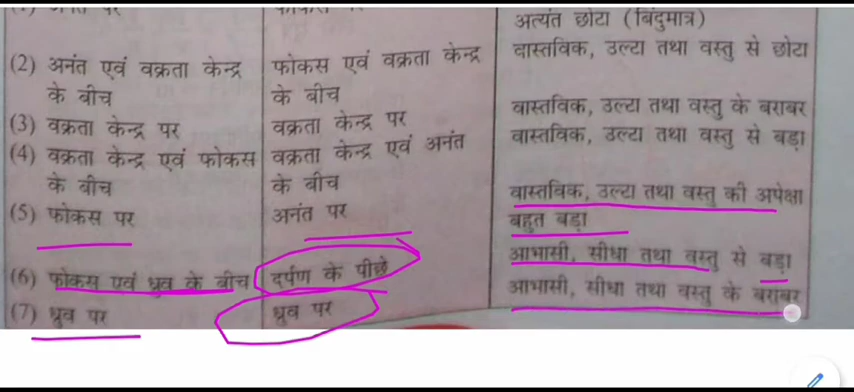 अत्यंत छोटा (बिंदुमात्र)
(2) अनंत एवं वक्रता केन्द्र के बीच
फोकस एवं वक्रता केन्द्र के बीच
वास्तविक, उल्टा तथा वस्तु से छोटा
(3) वक्रता केन्द्र पर
वक्रता केन्द्र पर
वास्तविक, उल्टा तथा वस्तु के बराबर
(4) वक्रता केन्द्र एवं फोकस के बीच
वक्रता केन्द्र एवं अनंत के बीच
वास्तविक, उल्टा तथा वस्तु से बड़ा
(5) फोकस पर
अनंत पर
वास्तविक, उल्टा तथा वस्तु की अपेक्षा
बहुत बड़ा
(6) फोकस एवं ध्रुव के बीच
दर्पण के पीछे
आभासी, सीधा तथा वस्तु से बड़ा
(7) ध्रुव पर
ध्रुव पर
आभासी, सीधा तथा वस्तु के बराबर